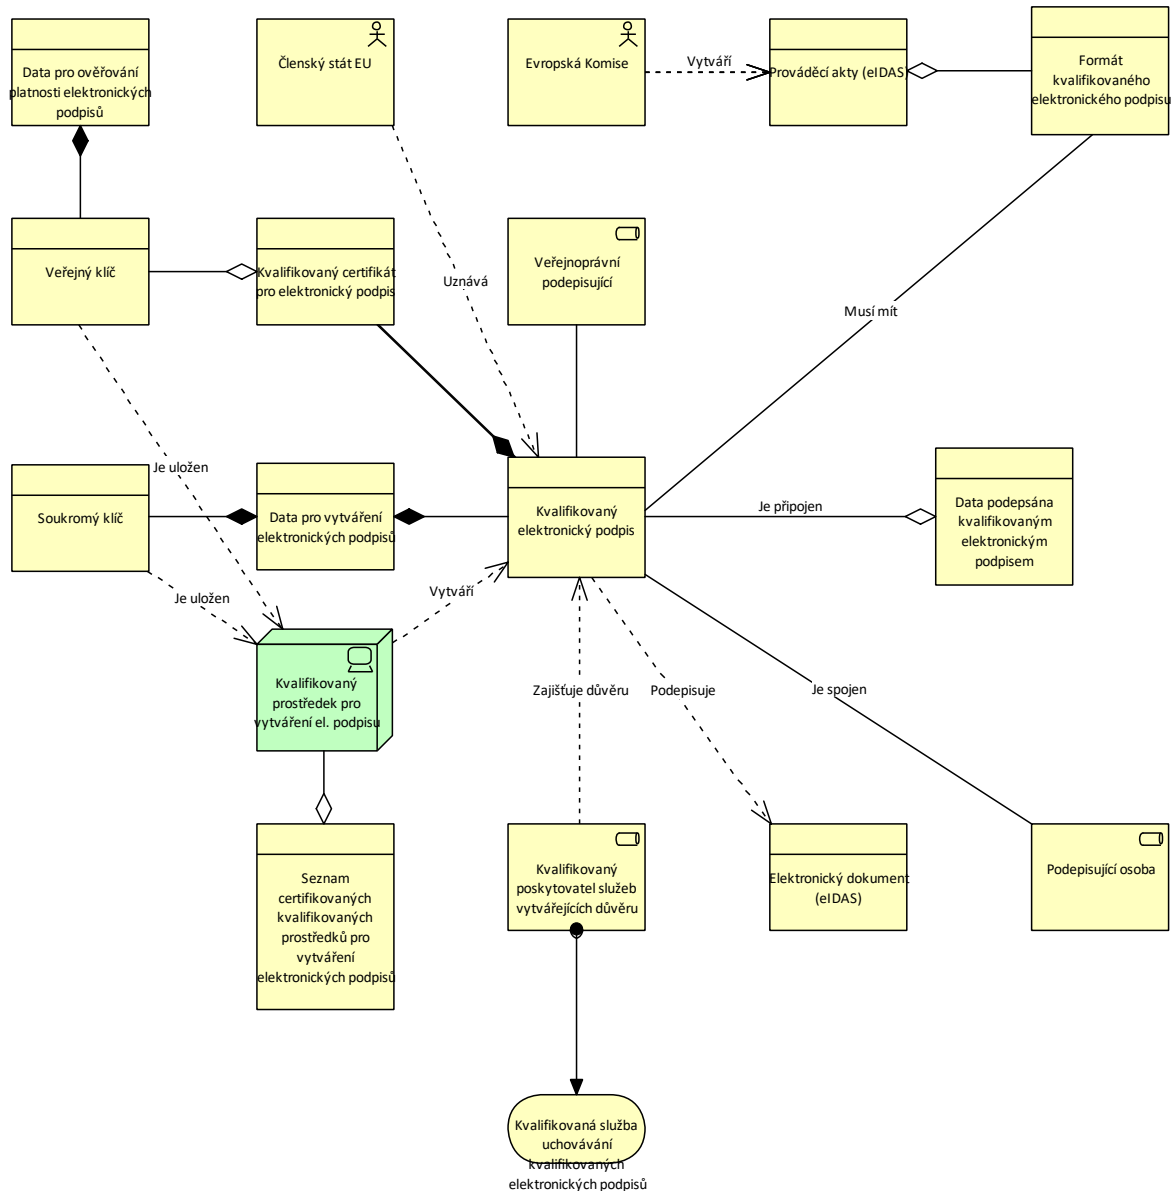 Data pro ověřování
platnosti elektronických
podpisů
Členský stát EU
Evropská Komise
Vytváří
Prováděcí akty (eIDAS)
Formát
kvalifikovaného
elektronického podpisu
Veřejný klíč
Kvalifikovaný certifikát
pro elektronický podpis
Uznává
Veřejnoprávní
podepisující
Musí mít
Je uložen
Soukromý klíč
Data pro vytváření
elektronických podpisů
Kvalifikovaný
elektronický podpis
Je připojen
Data podepsána
kvalifikovaným
elektronickým
podpisem
Je uložen
Vytváří
Kvalifikovaný
prostředek pro
vytváření el. podpisu
Zajišťuje důvěru
Podepisuje
Je spojen
Seznam
certifikovaných
kvalifikovaných
prostředků pro
vytváření
elektronických podpisů
Kvalifikovaný
poskytovatel služeb
vytvářejících důvěru
Elektronický dokument
(eIDAS)
Podepisující osoba
Kvalifikovaná služba
uchovávání
kvalifikovaných
elektronických podpisů